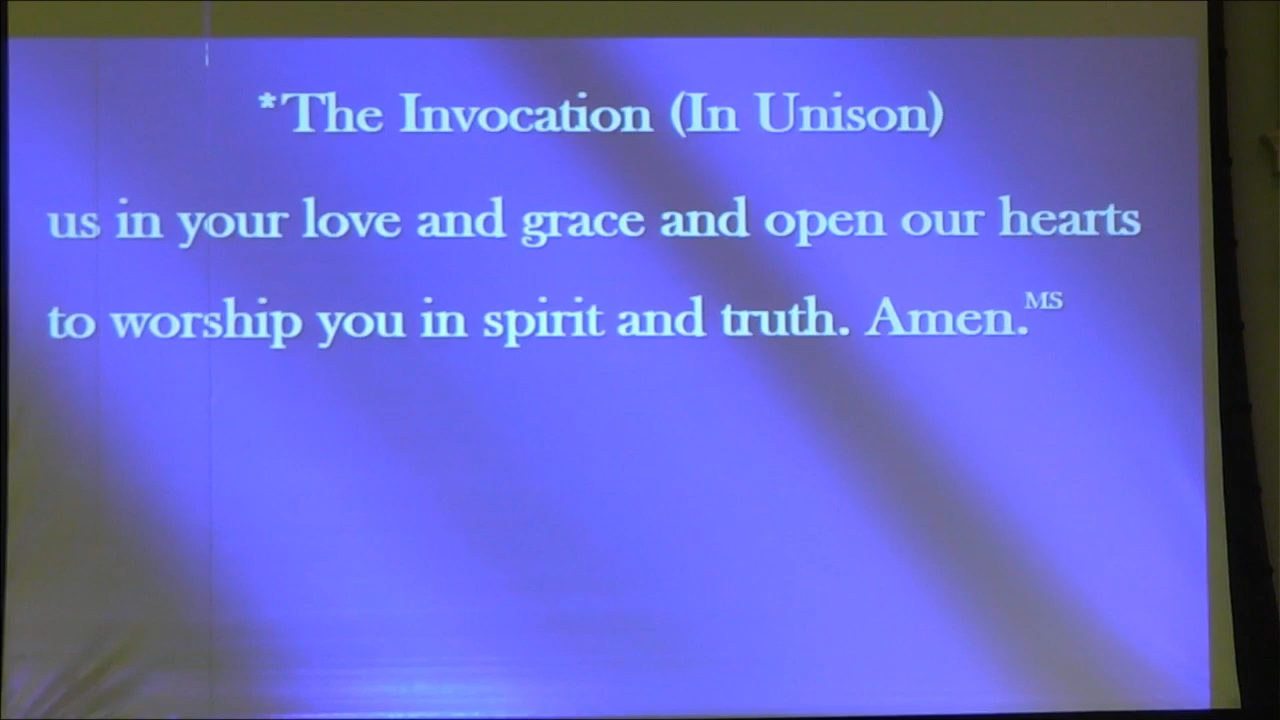 *The Invocation (In Unison)
us in your love and grace and open our hearts
to worship you in spirit and truth. Amen.MS